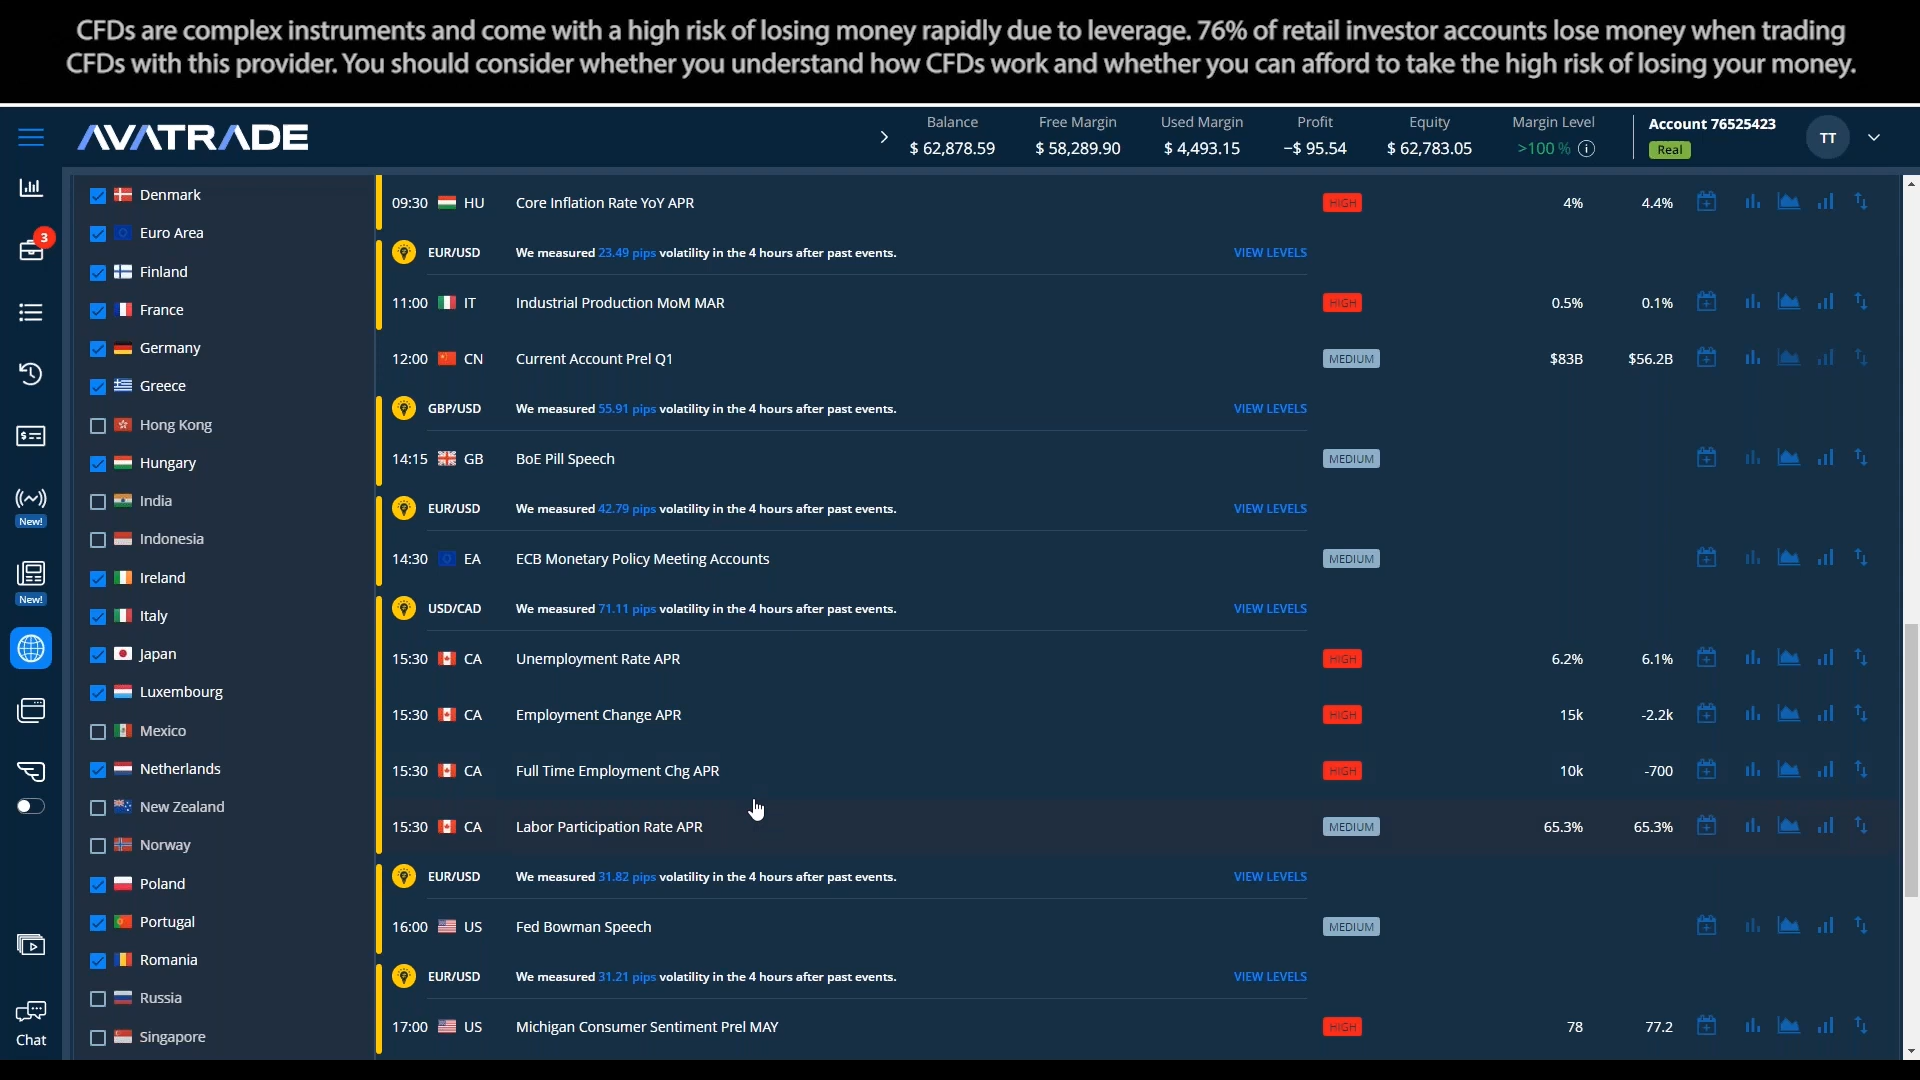 CFDs are complex instruments and come with a high risk of losing money rapidly due to leverage. 76% of retail investor accounts lose money when trading
CFDs with this provider. You should consider whether you understand how CFDs work and whether you can afford to take the high risk of losing your money.
AVATRADE
Balance Free Margin Used Margin Profit Equity Margin Level
$ 62,878.59 $ 58,289.90 $ 4,493.15 −$ 95.54 $ 62,783.05 >100 %
Account 76525423
Real
TT
3
New!
New!
Chat
Denmark
Euro Area
Finland
France
Germany
Greece
Hong Kong
Hungary
India
Indonesia
Ireland
Italy
Japan
Luxembourg
Mexico
Netherlands
New Zealand
Norway
Poland
Portugal
Romania
Russia
Singapore
09:30 HU Core Inflation Rate YoY APR HIGH 4% 4.4%
EUR/USD We measured 23.49 pips volatility in the 4 hours after past events. VIEW LEVELS
11:00 IT Industrial Production MoM MAR HIGH 0.5% 0.1%
12:00 CN Current Account Prel Q1 MEDIUM $83B $56.2B
GBP/USD We measured 55.91 pips volatility in the 4 hours after past events. VIEW LEVELS
14:15 GB BoE Pill Speech MEDIUM
EUR/USD We measured 42.79 pips volatility in the 4 hours after past events. VIEW LEVELS
14:30 EA ECB Monetary Policy Meeting Accounts MEDIUM
USD/CAD We measured 71.11 pips volatility in the 4 hours after past events. VIEW LEVELS
15:30 CA Unemployment Rate APR HIGH 6.2% 6.1%
15:30 CA Employment Change APR HIGH 15k -2.2k
15:30 CA Full Time Employment Chg APR HIGH 10k -700
15:30 CA Labor Participation Rate APR MEDIUM 65.3% 65.3%
EUR/USD We measured 31.82 pips volatility in the 4 hours after past events. VIEW LEVELS
16:00 US Fed Bowman Speech MEDIUM
EUR/USD We measured 31.21 pips volatility in the 4 hours after past events. VIEW LEVELS
17:00 US Michigan Consumer Sentiment Prel MAY HIGH 78 77.2